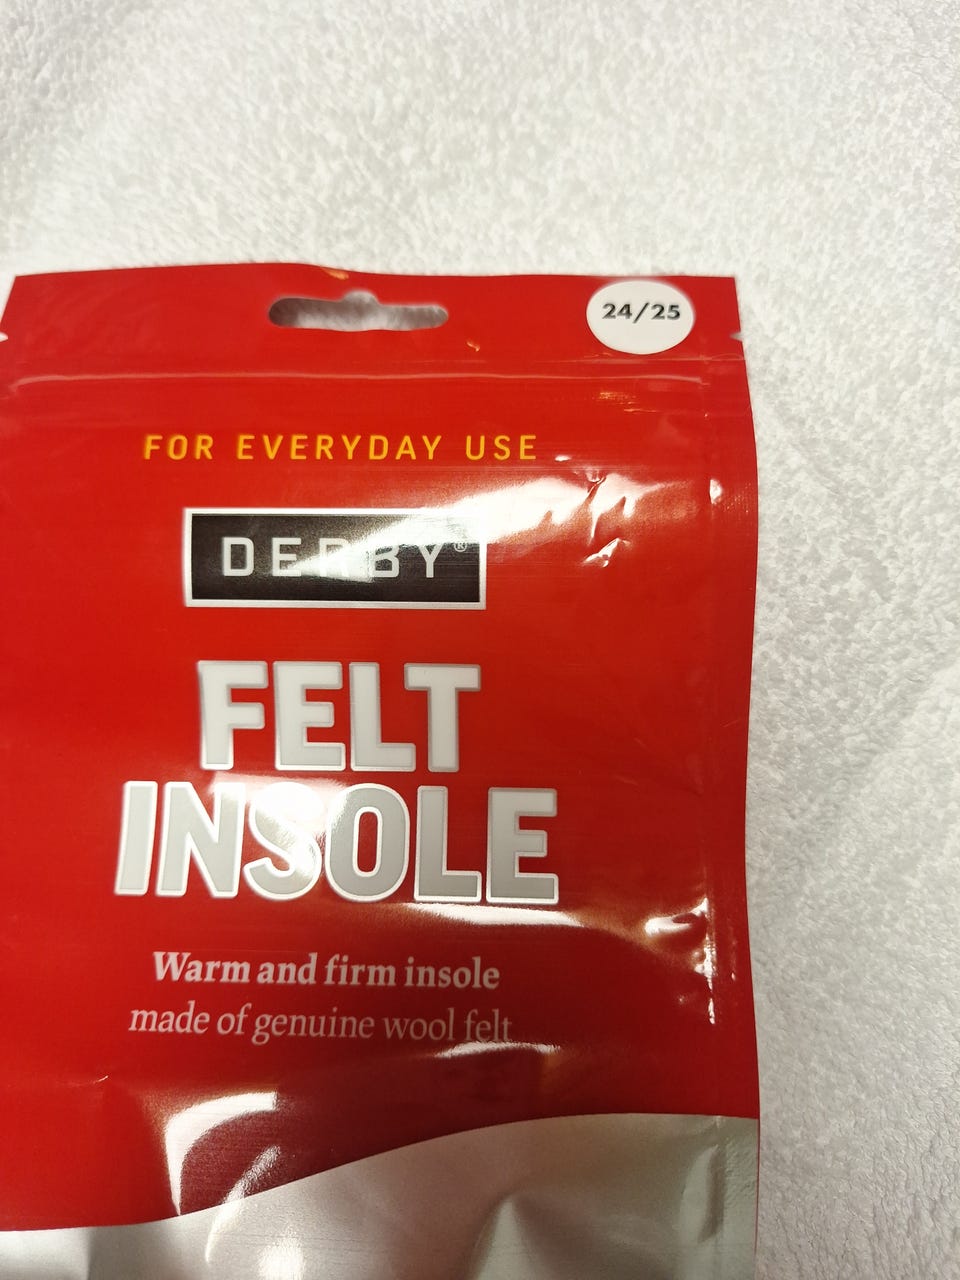 24/25
FOR EVERYDAY USE
DERBY®
FELT
INSOLE
Warm and firm insole
made of genuine wool felt